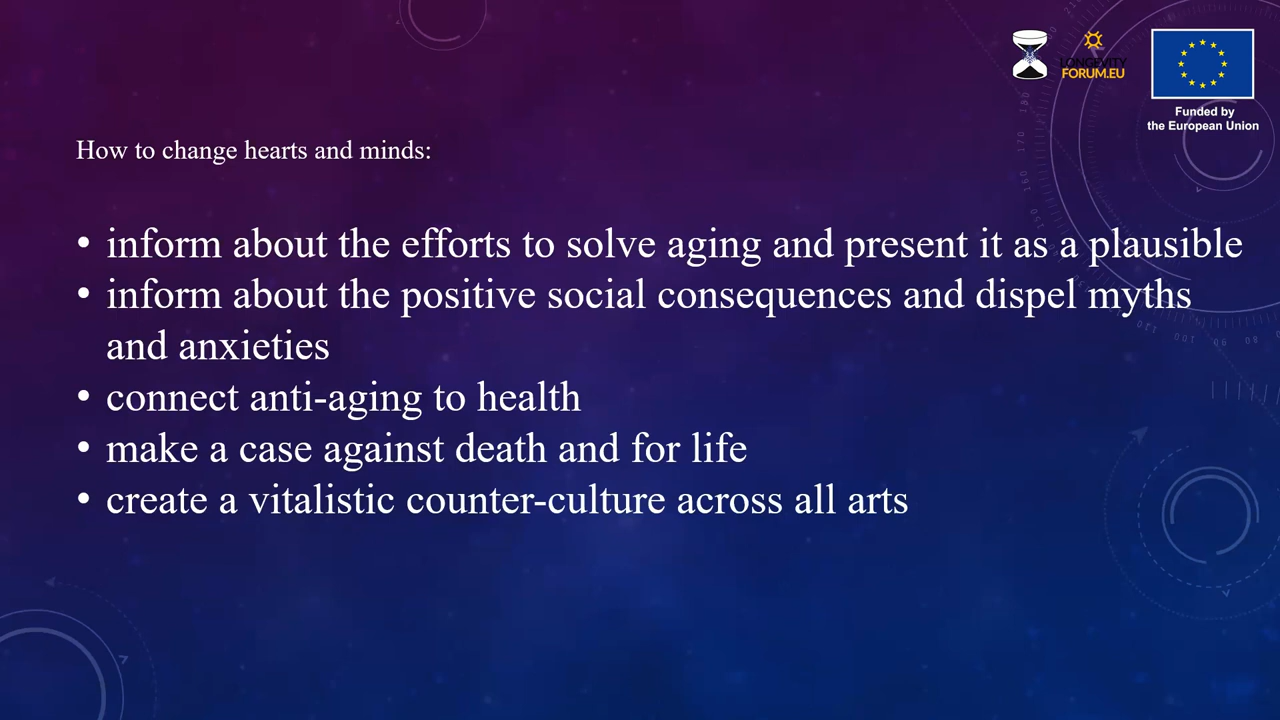 LONGEVITY
FORUM.EU
Funded by
the European Union
How to change hearts and minds:
• inform about the efforts to solve aging and present it as a plausible
• inform about the positive social consequences and dispel myths
and anxieties
• connect anti-aging to health
• make a case against death and for life
• create a vitalistic counter-culture across all arts